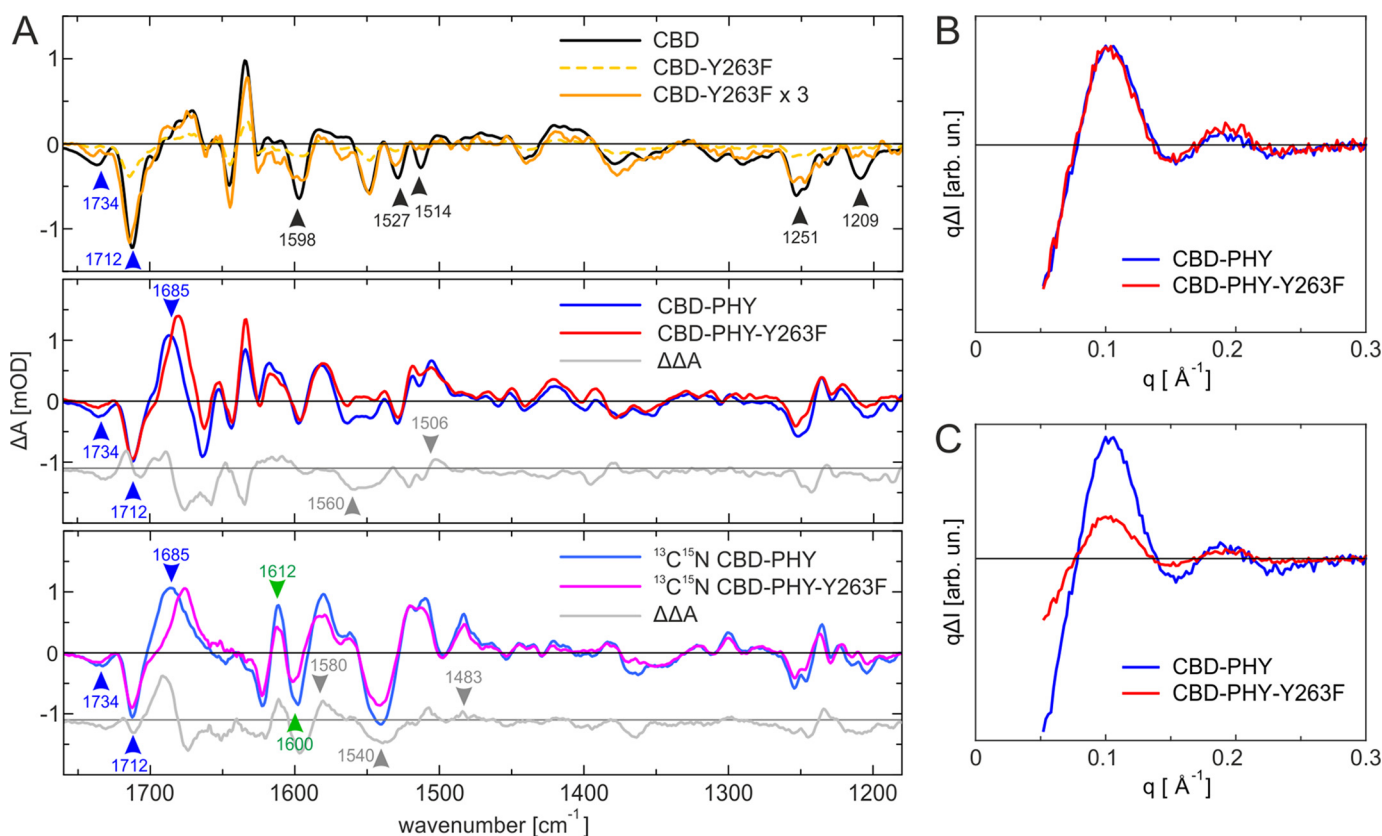 A
CBD
CBD-Y263F
CBD-Y263F x 3
1
0
-1
1734
1712
1598
1527
1514
1251
1209
1685
CBD-PHY
CBD-PHY-Y263F
ΔΔA
1
0
-1
1734
1712
1560
1506
ΔA [mOD]
1685
1612
¹³C¹⁵N CBD-PHY
¹³C¹⁵N CBD-PHY-Y263F
ΔΔA
1
0
-1
1734
1712
1600
1580
1540
1483
1700 1600 1500 1400 1300 1200
wavenumber [cm⁻¹]
B
qΔI [arb. un.]
CBD-PHY
CBD-PHY-Y263F
0 0.1 0.2 0.3
q [ Å⁻¹]
C
qΔI [arb. un.]
CBD-PHY
CBD-PHY-Y263F
0 0.1 0.2 0.3
q [ Å⁻¹]